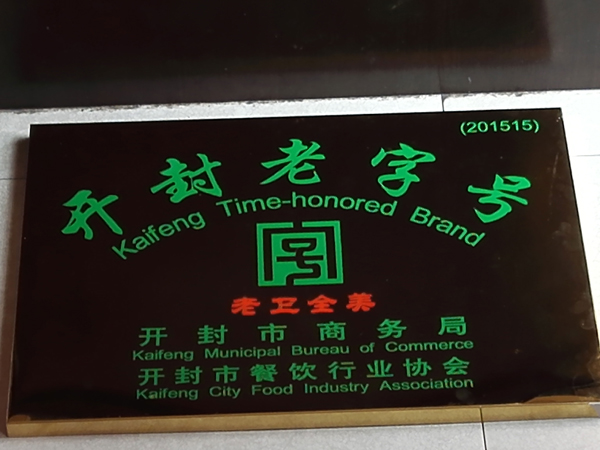 (201515)
开封老字号
Kaifeng Time-honored Brand
老卫全美
开封市商务局
Kaifeng Municipal Bureau of Commerce
开封市餐饮行业协会
Kaifeng City Food Industry Association